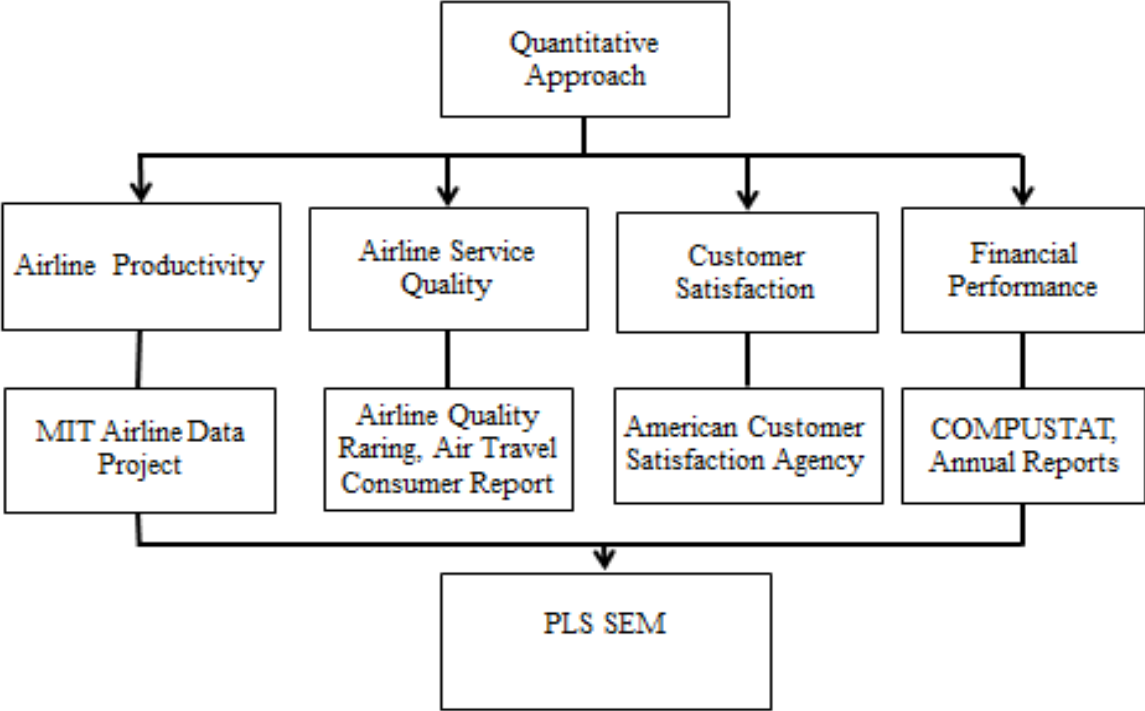 Quantitative
Approach
Airline Productivity
Airline Service
Quality
Customer
Satisfaction
Financial
Performance
MIT Airline Data
Project
Airline Quality
Raring, Air Travel
Consumer Report
American Customer
Satisfaction Agency
COMPUSTAT,
Annual Reports
PLS SEM